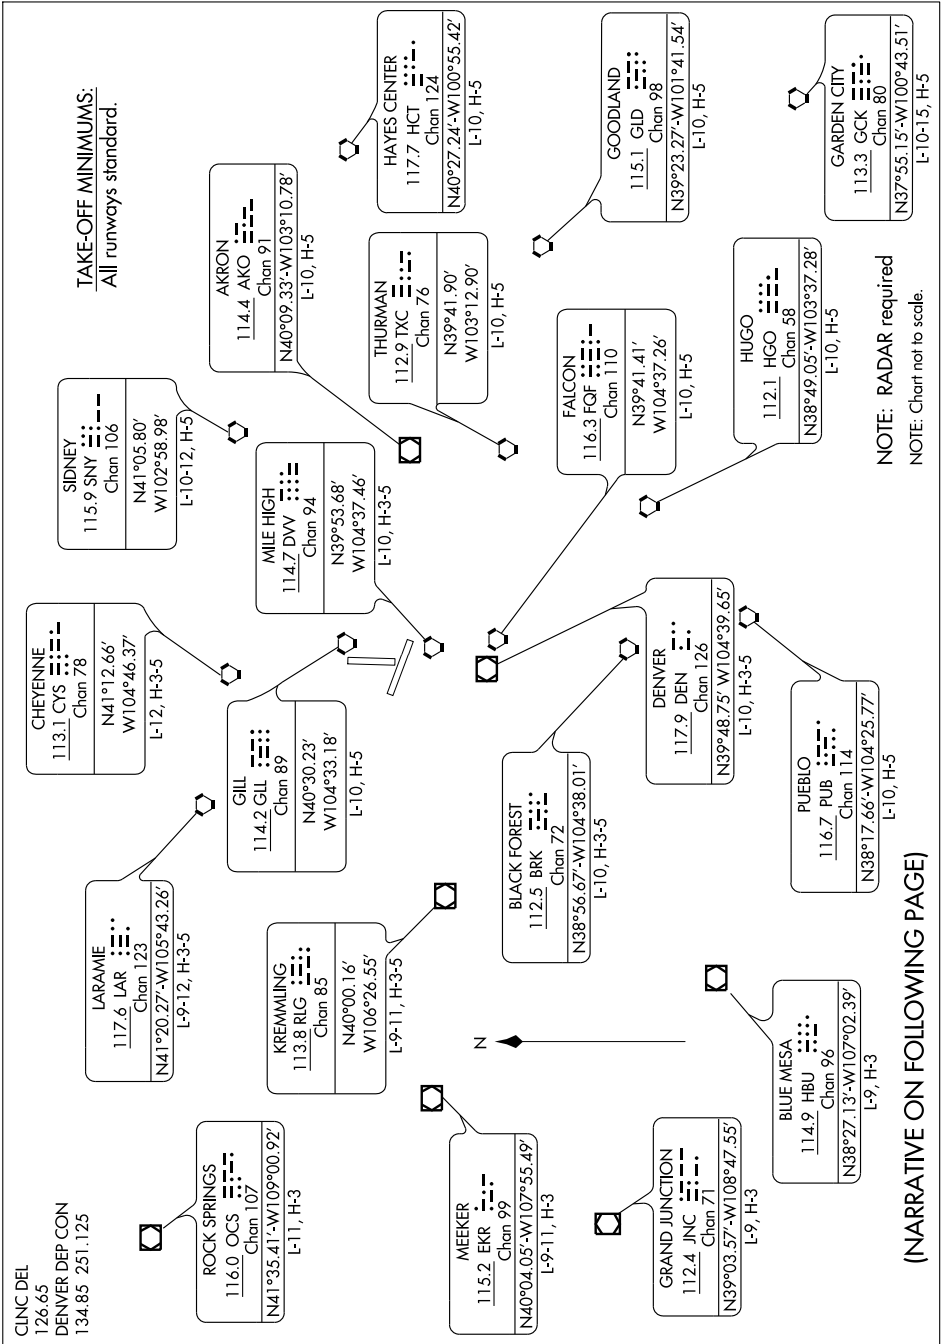 CLNC DEL
126.65
DENVER DEP CON
134.85 251.125
TAKE-OFF MINIMUMS:
All runways standard.
ROCK SPRINGS
116.0 OCS
Chan 107
N41°35.41'-W109°00.92'
L-11, H-3
LARAMIE
117.6 LAR
Chan 123
N41°20.27'-W105°43.26'
L-9-12, H-3-5
CHEYENNE
113.1 CYS
Chan 78
N41°12.66'
W104°46.37'
L-12, H-3-5
SIDNEY
115.9 SNY
Chan 106
N41°05.80'
W102°58.98'
L-10-12, H-5
GILL
114.2 GLL
Chan 89
N40°30.23'
W104°33.18'
L-10, H-5
MILE HIGH
114.7 DVV
Chan 94
N39°53.68'
W104°37.46'
L-10, H-3-5
AKRON
114.4 AKO
Chan 91
N40°09.33'-W103°10.78'
L-10, H-5
HAYES CENTER
117.7 HCT
Chan 124
N40°27.24'-W100°55.42'
L-10, H-5
KREMMLING
113.8 RLG
Chan 85
N40°00.16'
W106°26.55'
L-9-11, H-3-5
THURMAN
112.9 TXC
Chan 76
N39°41.90'
W103°12.90'
L-10, H-5
MEEKER
115.2 EKR
Chan 99
N40°04.05'-W107°55.49'
L-9-11, H-3
N
BLACK FOREST
112.5 BRK
Chan 72
N38°56.67'-W104°38.01'
L-10, H-3-5
FALCON
116.3 FQF
Chan 110
N39°41.41'
W104°37.26'
L-10, H-5
GOODLAND
115.1 GLD
Chan 98
N39°23.27'-W101°41.54'
L-10, H-5
GRAND JUNCTION
112.4 JNC
Chan 71
N39°03.57'-W108°47.55'
L-9, H-3
DENVER
117.9 DEN
Chan 126
N39°48.75' W104°39.65'
L-10, H-3-5
HUGO
112.1 HGO
Chan 58
N38°49.05'-W103°37.28'
L-10, H-5
BLUE MESA
114.9 HBU
Chan 96
N38°27.13'-W107°02.39'
L-9, H-3
PUEBLO
116.7 PUB
Chan 114
N38°17.66'-W104°25.77'
L-10, H-5
GARDEN CITY
113.3 GCK
Chan 80
N37°55.15'-W100°43.51'
L-10-15, H-5
NOTE: RADAR required
NOTE: Chart not to scale.
(NARRATIVE ON FOLLOWING PAGE)